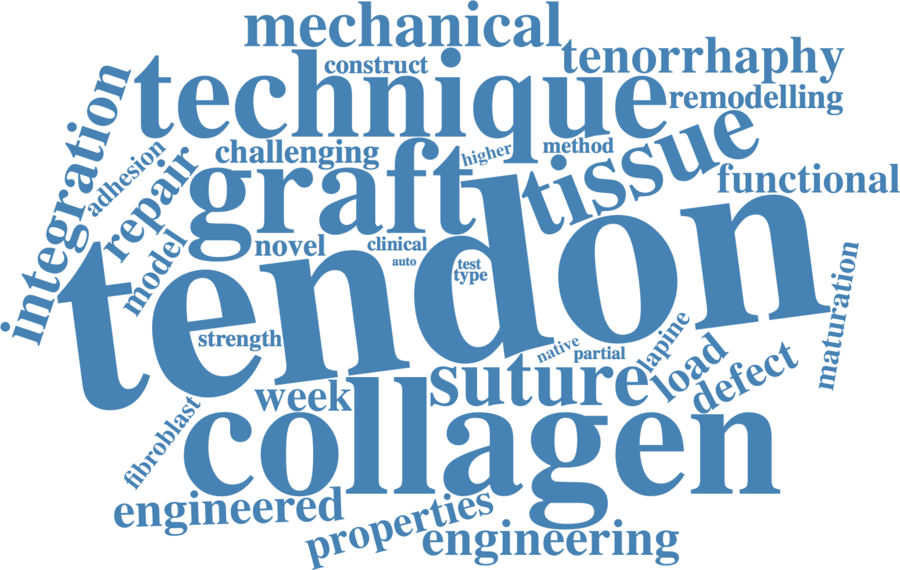 mechanical
construct
tenorrhaphy
technique
remodelling
integration
adhesion
repair
challenging
higher
method
tissue
functional
graft
model
novel
clinical
auto
test
type
tendon
maturation
strength
native
partial
lapine
load
defect
suture
week
fibroblast
collagen
engineered
properties
engineering